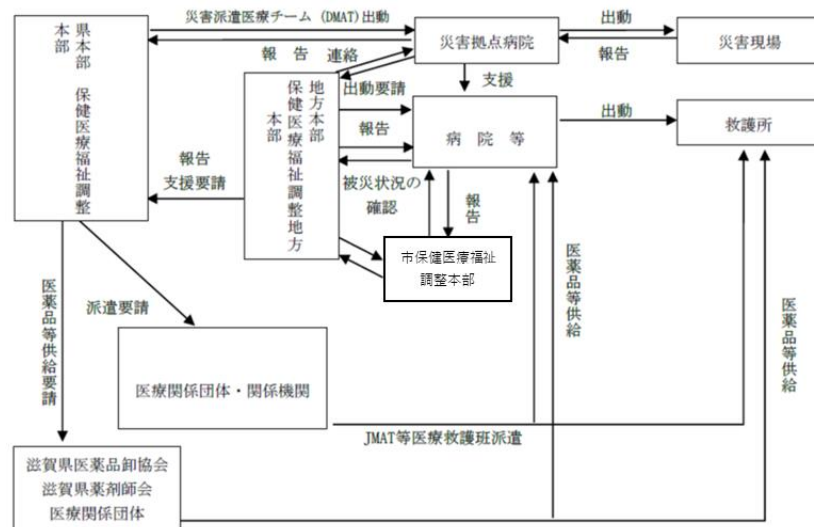 災害派遣医療チーム (DMAT) 出動
県本部　保健医療福祉調整
本部
報告　連絡
災害拠点病院
出動
報告
災害現場
地方本部
保健医療福祉調整地方
本部
出動要請
報告
支援
病院等
出動
救護所
報告
支援要請
被災状況の
確認
報告
市保健医療福祉
調整本部
医薬品等供給要請
派遣要請
医薬品等供給
医薬品等供給
医療関係団体・関係機関
JMAT等医療救護班派遣
滋賀県医薬品卸協会
滋賀県薬剤師会
医療関係団体